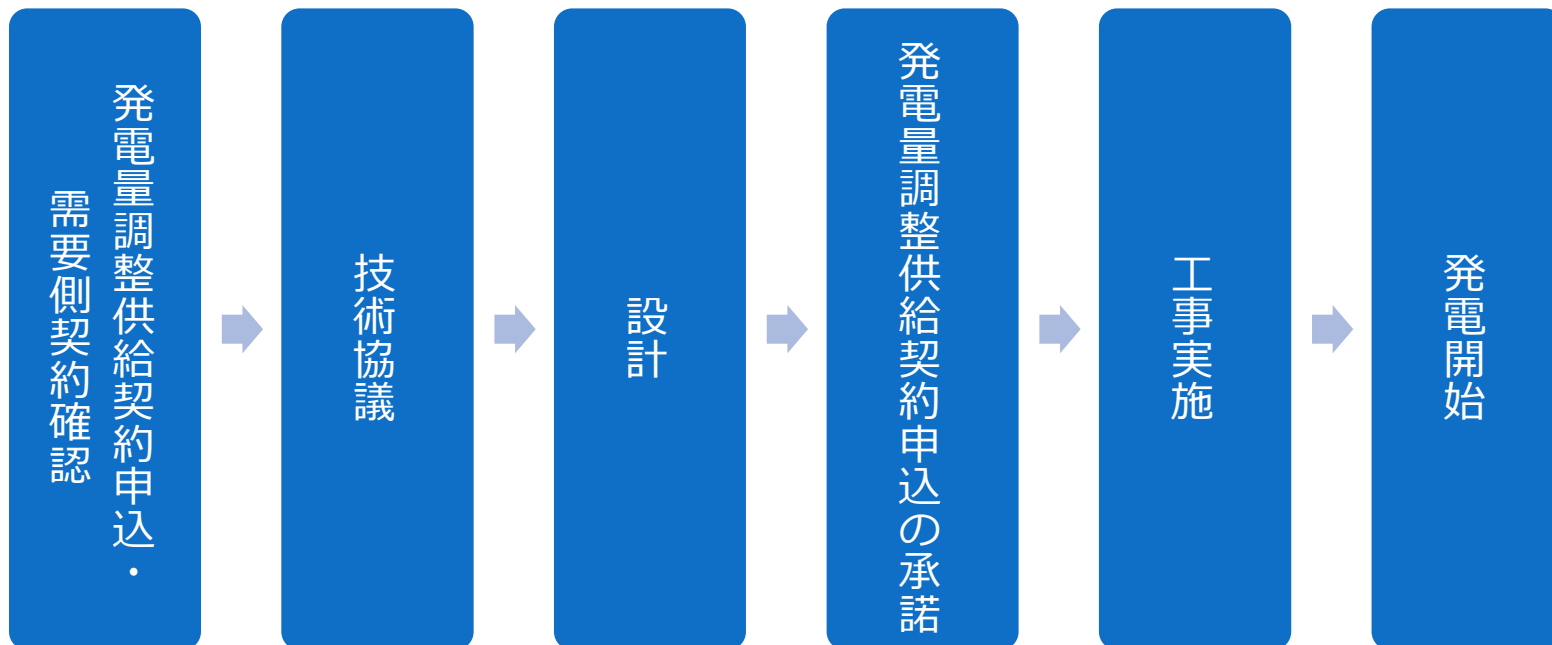 発電量調整供給契約申込・
需要側契約確認
技術協議
設計
発電量調整供給契約申込の承諾
工事実施
発電開始